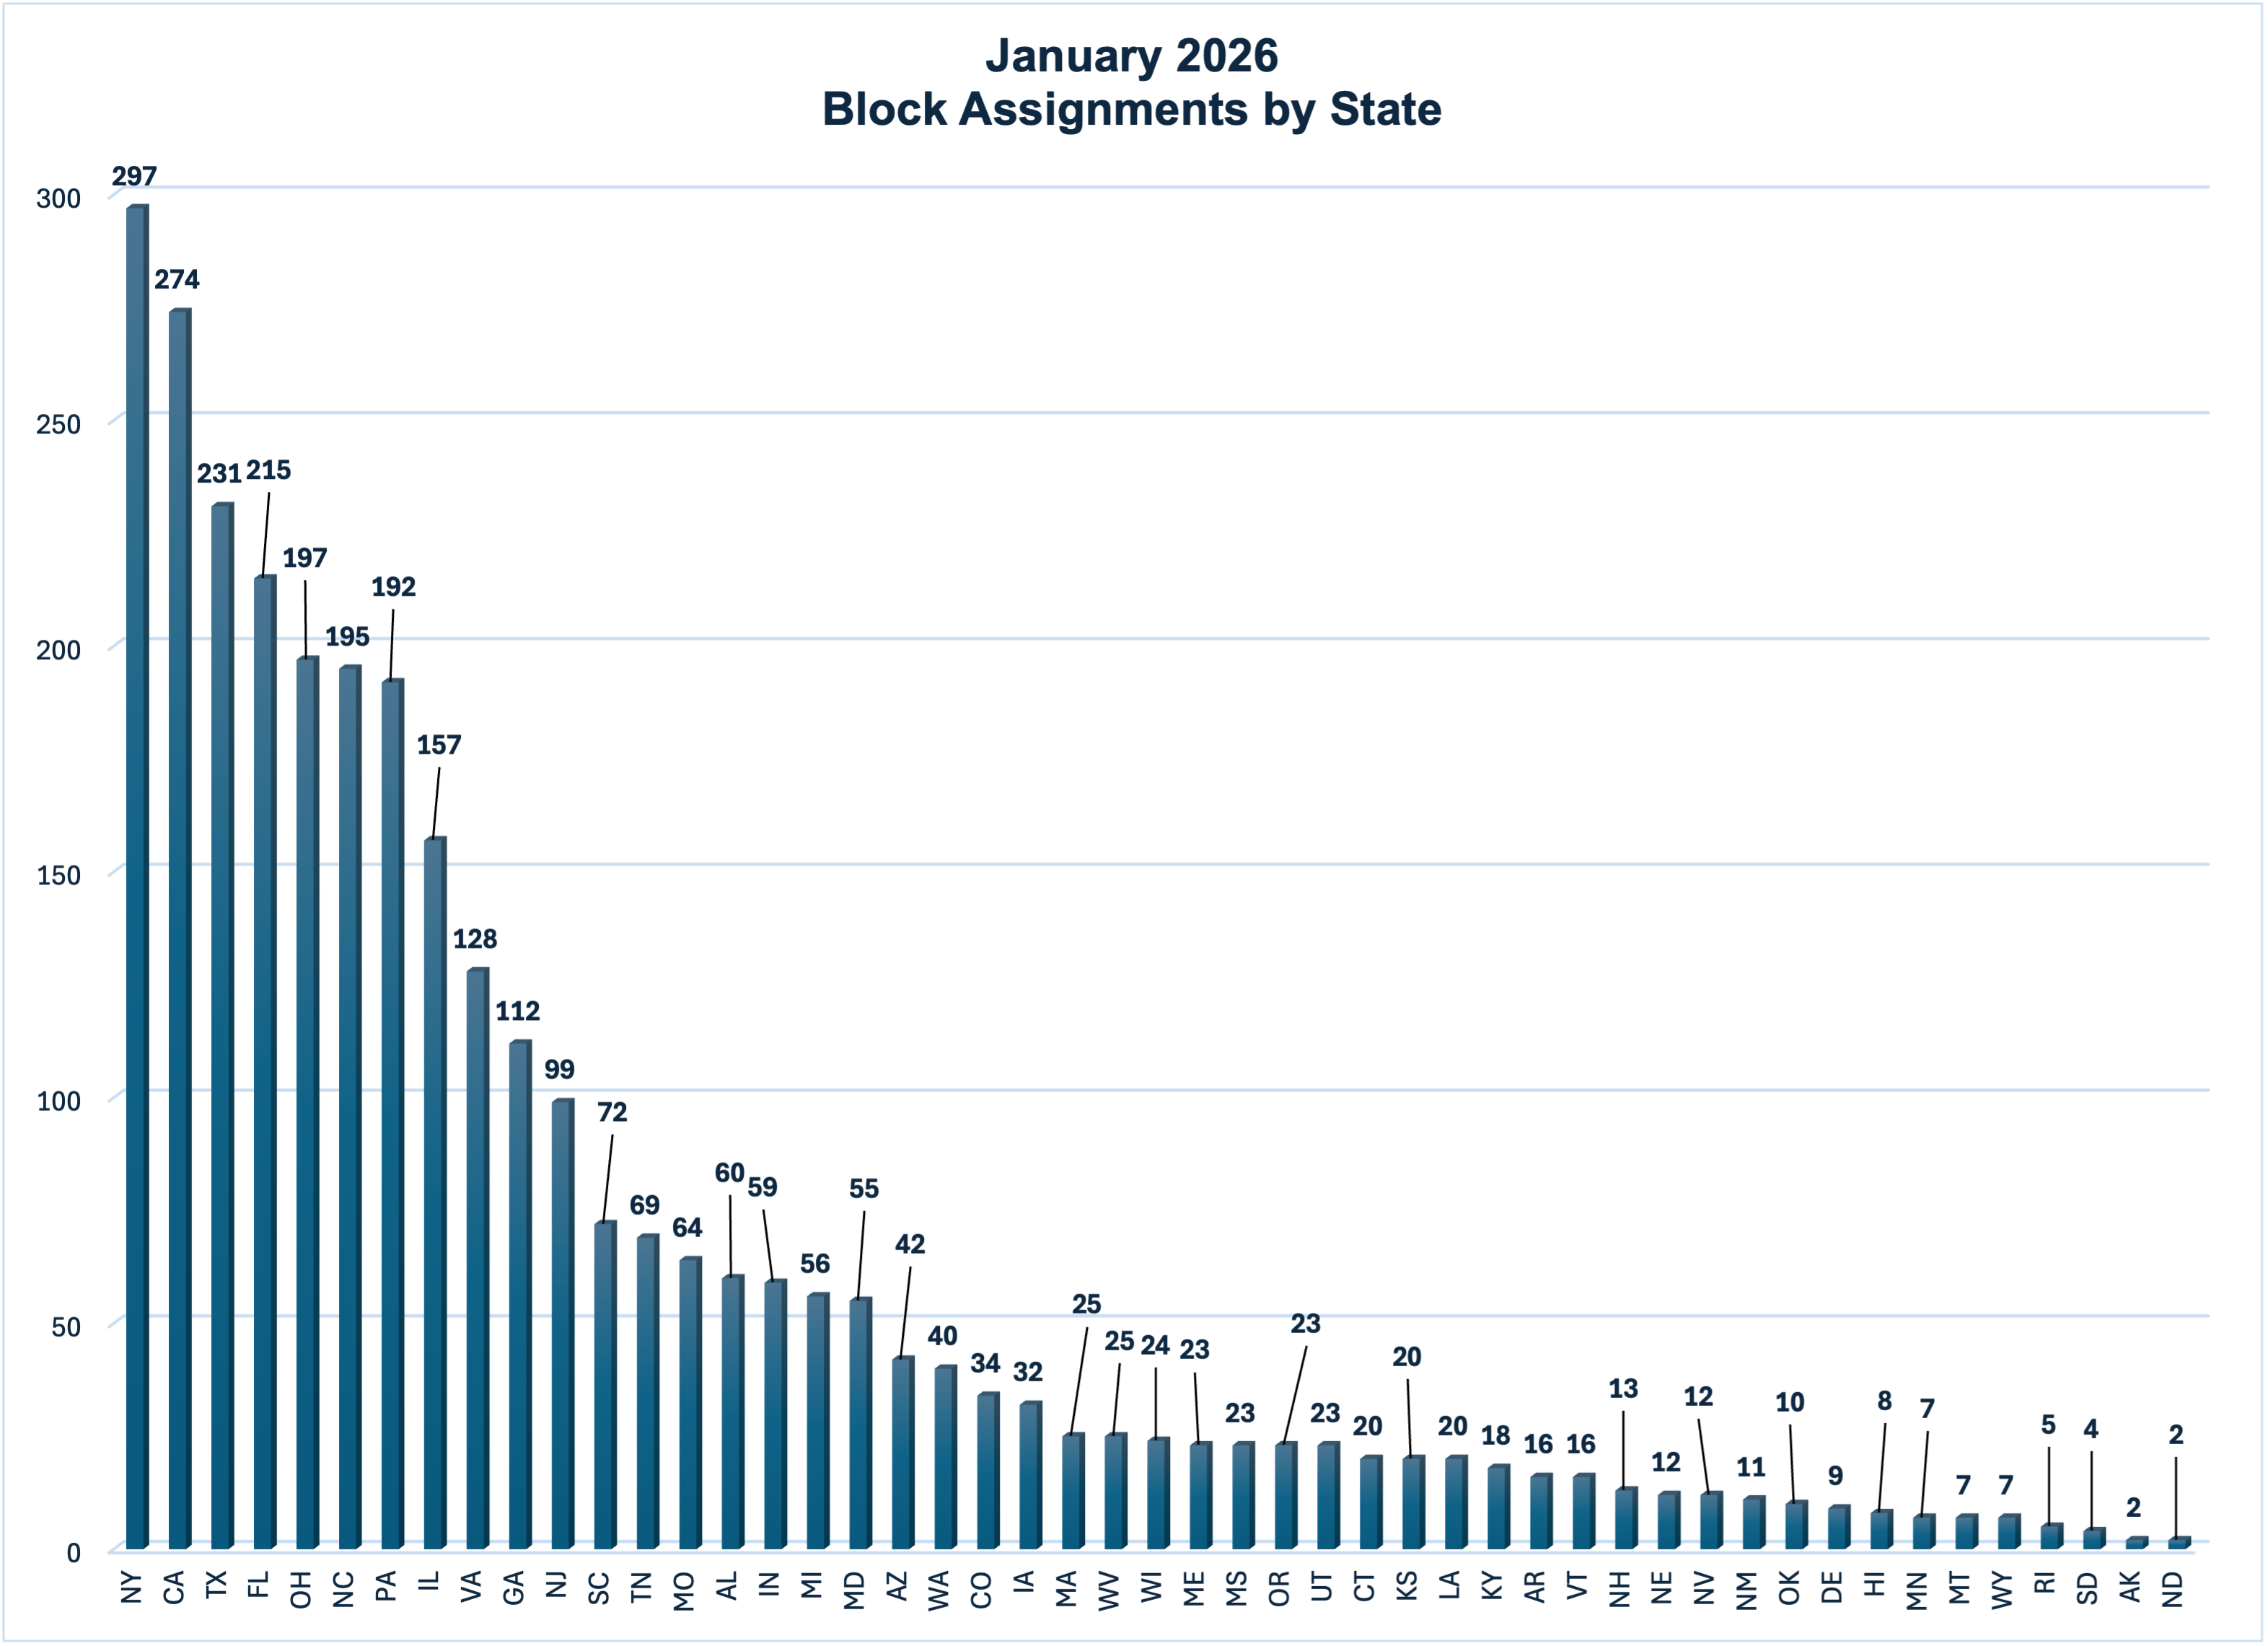 January 2026
Block Assignments by State
300
250
200
150
100
50
0
297
274
231
215
197
195
192
157
128
112
99
72
69
64
60
59
56
55
42
40
34
32
25
25
24
23
23
23
23
20
20
20
18
16
16
13
12
12
11
10
9
8
7
7
7
5
4
2
2
NY
CA
TX
FL
OH
NC
PA
IL
VA
GA
NJ
SC
TN
MO
AL
IN
MI
MD
AZ
WA
CO
IA
MA
WV
WI
ME
MS
OR
UT
CT
KS
LA
KY
AR
VT
NH
NE
NV
NM
OK
DE
HI
MN
MT
WY
RI
SD
AK
ND